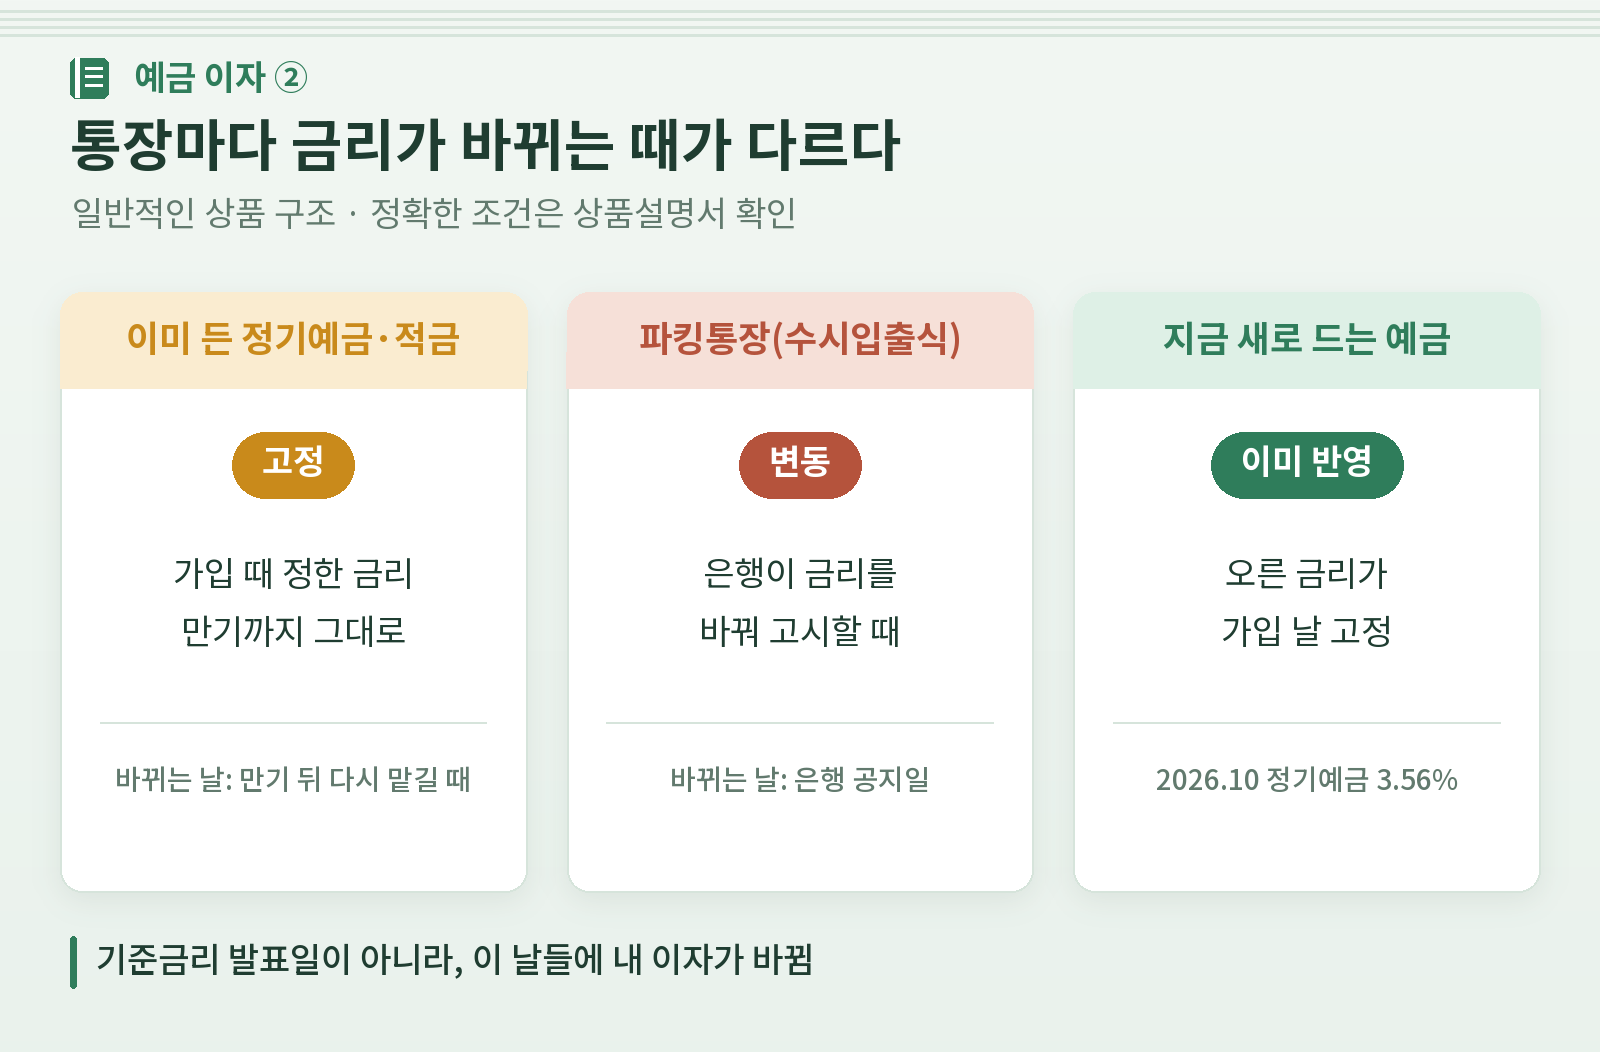 예금 이자 ②
통장마다 금리가 바뀌는 때가 다르다
일반적인 상품 구조 · 정확한 조건은 상품설명서 확인
이미 든 정기예금·적금
고정
가입 때 정한 금리
만기까지 그대로
바뀌는 날: 만기 뒤 다시 맡길 때
파킹통장(수시입출식)
변동
은행이 금리를
바꿔 고시할 때
바뀌는 날: 은행 공지일
지금 새로 드는 예금
이미 반영
오른 금리가
가입 날 고정
2026.10 정기예금 3.56%
기준금리 발표일이 아니라, 이 날들에 내 이자가 바뀜